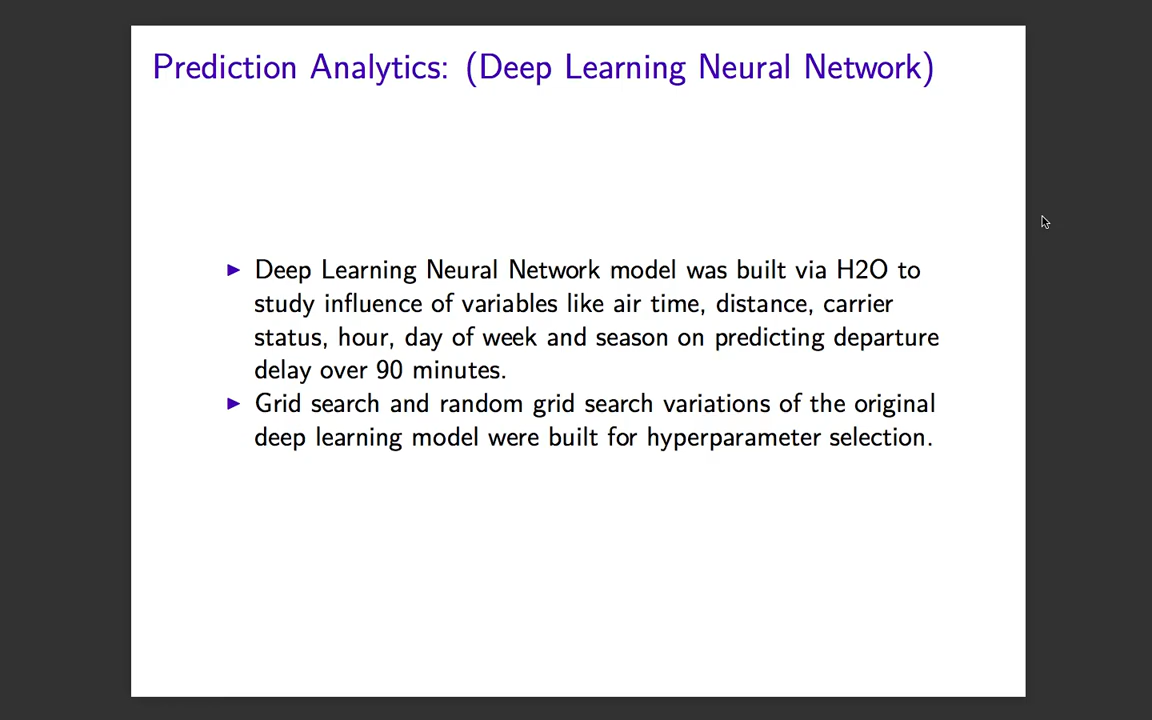 Prediction Analytics: (Deep Learning Neural Network)
Deep Learning Neural Network model was built via H2O to
study influence of variables like air time, distance, carrier
status, hour, day of week and season on predicting departure
delay over 90 minutes.
Grid search and random grid search variations of the original
deep learning model were built for hyperparameter selection.